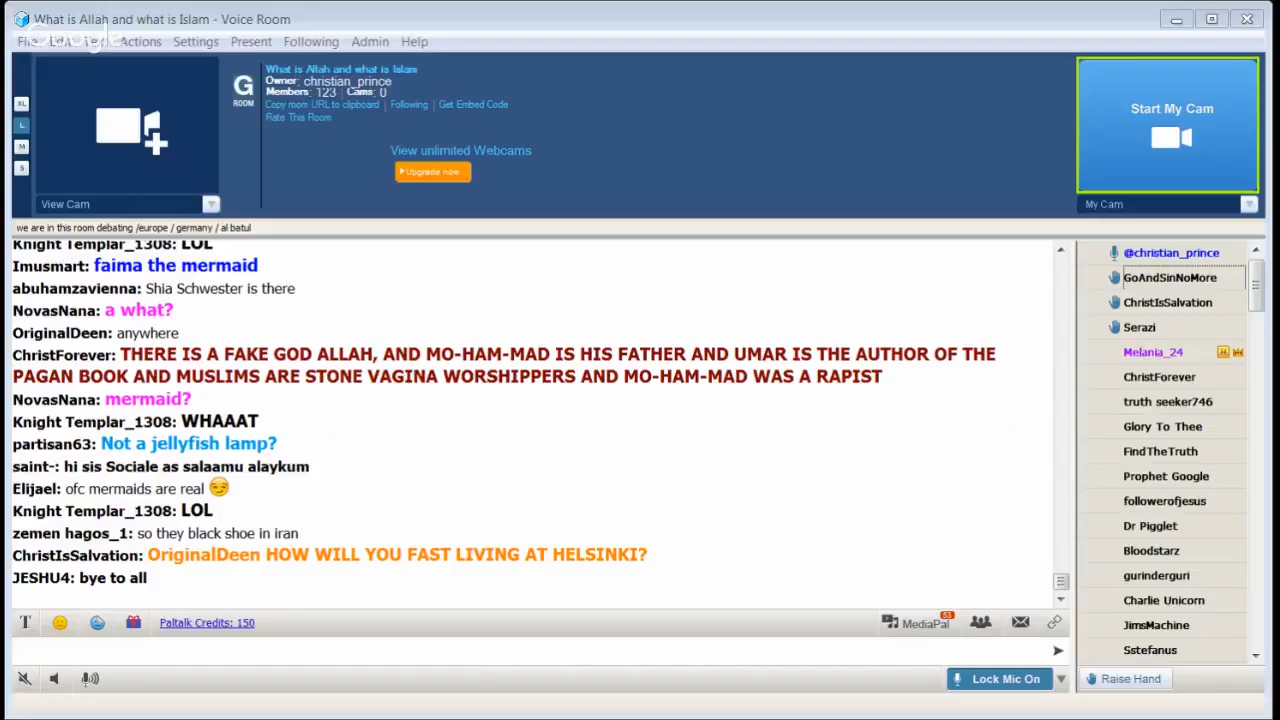 What is Allah and what is Islam - Voice Room
Google
Actions Settings Present Following Admin Help
XL
L
M
S
View Cam
G
ROOM
What is Allah and what is Islam
Owner: christian_prince
Members: 123 | Cams: 0
Copy room URL to clipboard | Following | Get Embed Code
Rate This Room
View unlimited Webcams
Upgrade now
Start My Cam
My Cam
we are in this room debating /europe / germany / al batul
Knight Templar_1308: LOL
Imusmart: faima the mermaid
abuhamzavienna: Shia Schwester is there
NovasNana: a what?
OriginalDeen: anywhere
ChristForever: THERE IS A FAKE GOD ALLAH, AND MO-HAM-MAD IS HIS FATHER AND UMAR IS THE AUTHOR OF THE
PAGAN BOOK AND MUSLIMS ARE STONE VAGINA WORSHIPPERS AND MO-HAM-MAD WAS A RAPIST
NovasNana: mermaid?
Knight Templar_1308: WHAAAT
partisan63: Not a jellyfish lamp?
saint-: hi sis Sociale as salaamu alaykum
Elijael: ofc mermaids are real
Knight Templar_1308: LOL
zemen hagos_1: so they black shoe in iran
ChristIsSalvation: OriginalDeen HOW WILL YOU FAST LIVING AT HELSINKI?
JESHU4: bye to all
@christian_prince
GoAndSinNoMore
ChristIsSalvation
Serazi
Melania_24
ChristForever
truth seeker746
Glory To Thee
FindTheTruth
Prophet Google
followerofjesus
Dr Pigglet
Bloodstarz
gurinderguri
Charlie Unicorn
JimsMachine
Sstefanus
T
Paltalk Credits: 150
MediaPal
53
Lock Mic On
Raise Hand